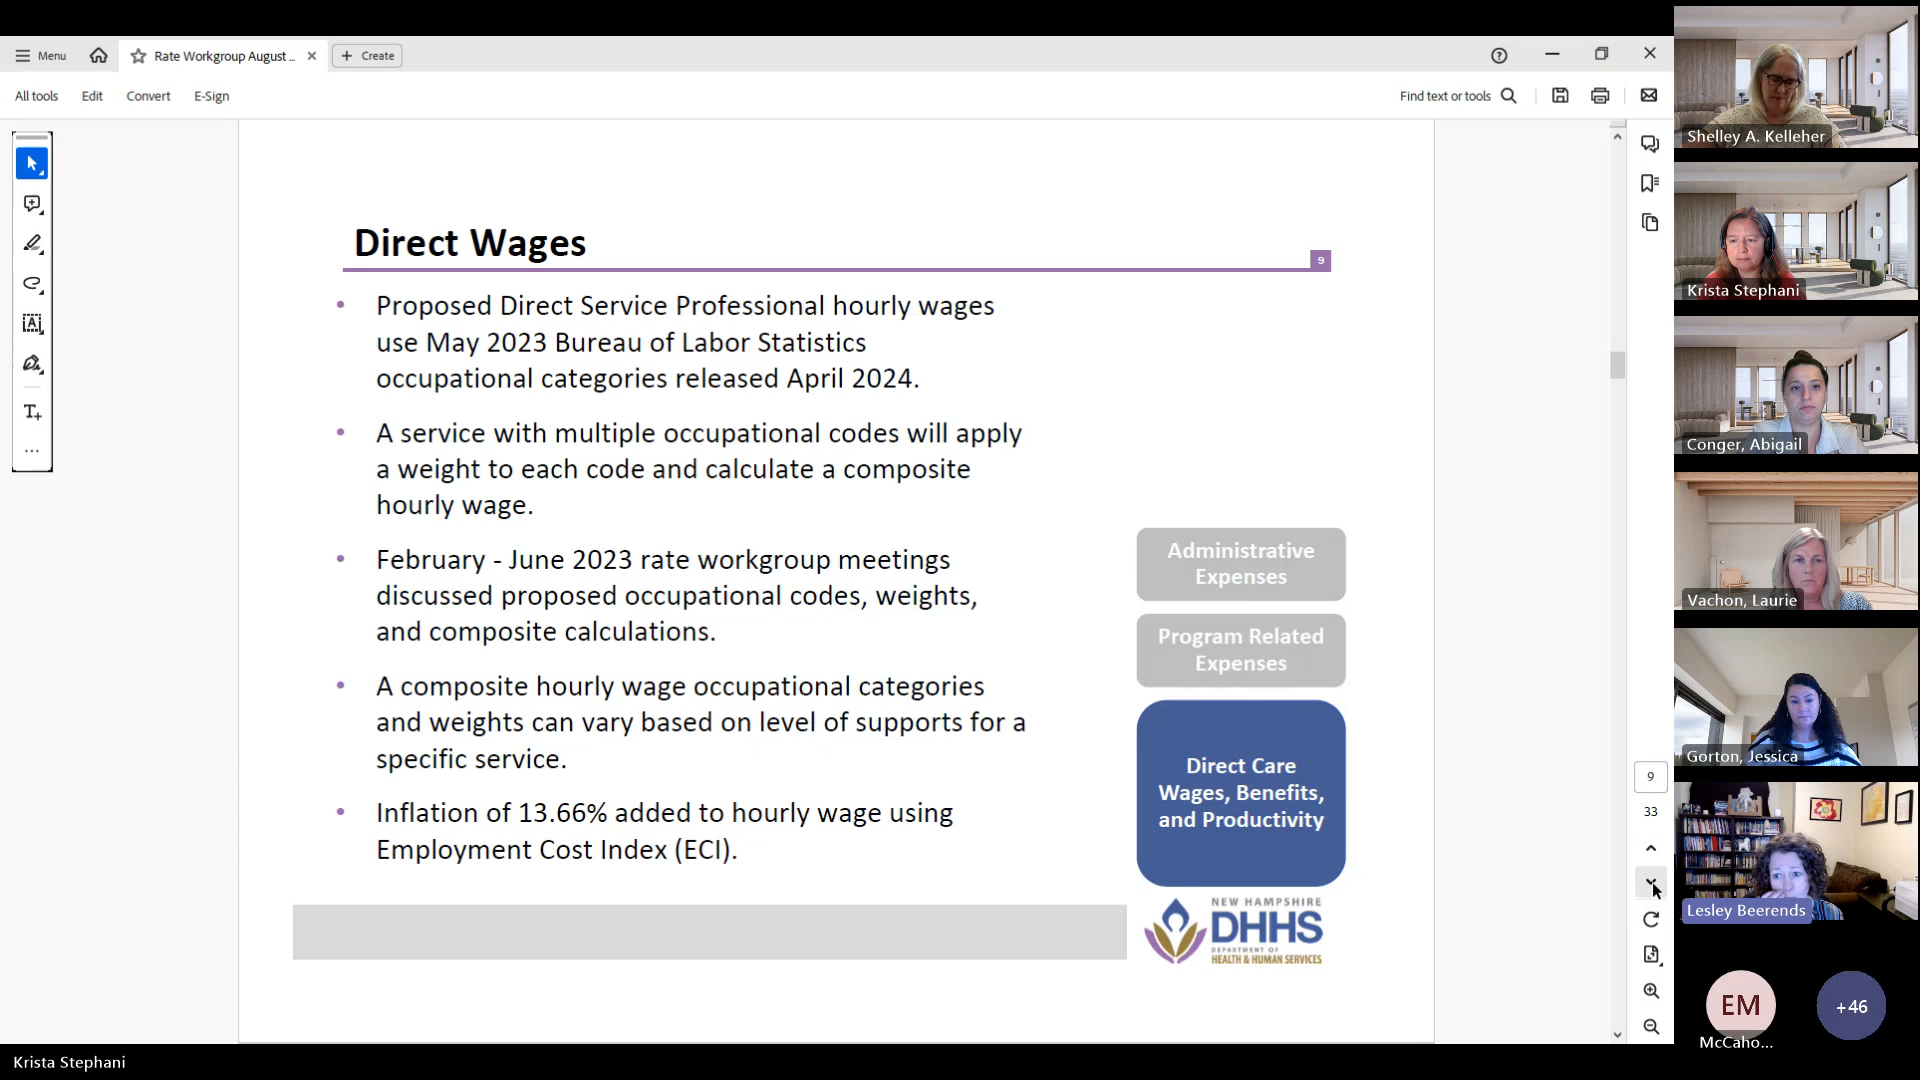 Menu
Rate Workgroup August ...
Create
All tools
Edit
Convert
E-Sign
Find text or tools
Direct Wages
9
• Proposed Direct Service Professional hourly wages
use May 2023 Bureau of Labor Statistics
occupational categories released April 2024.
• A service with multiple occupational codes will apply
a weight to each code and calculate a composite
hourly wage.
• February - June 2023 rate workgroup meetings
discussed proposed occupational codes, weights,
and composite calculations.
• A composite hourly wage occupational categories
and weights can vary based on level of supports for a
specific service.
• Inflation of 13.66% added to hourly wage using
Employment Cost Index (ECI).
Administrative
Expenses
Program Related
Expenses
Direct Care
Wages, Benefits,
and Productivity
NEW HAMPSHIRE
DHHS
DEPARTMENT OF
HEALTH & HUMAN SERVICES
9
33
Shelley A. Kelleher
Krista Stephani
Conger, Abigail
Vachon, Laurie
Gorton, Jessica
Lesley Beerends
EM
McCaho...
+46
Krista Stephani